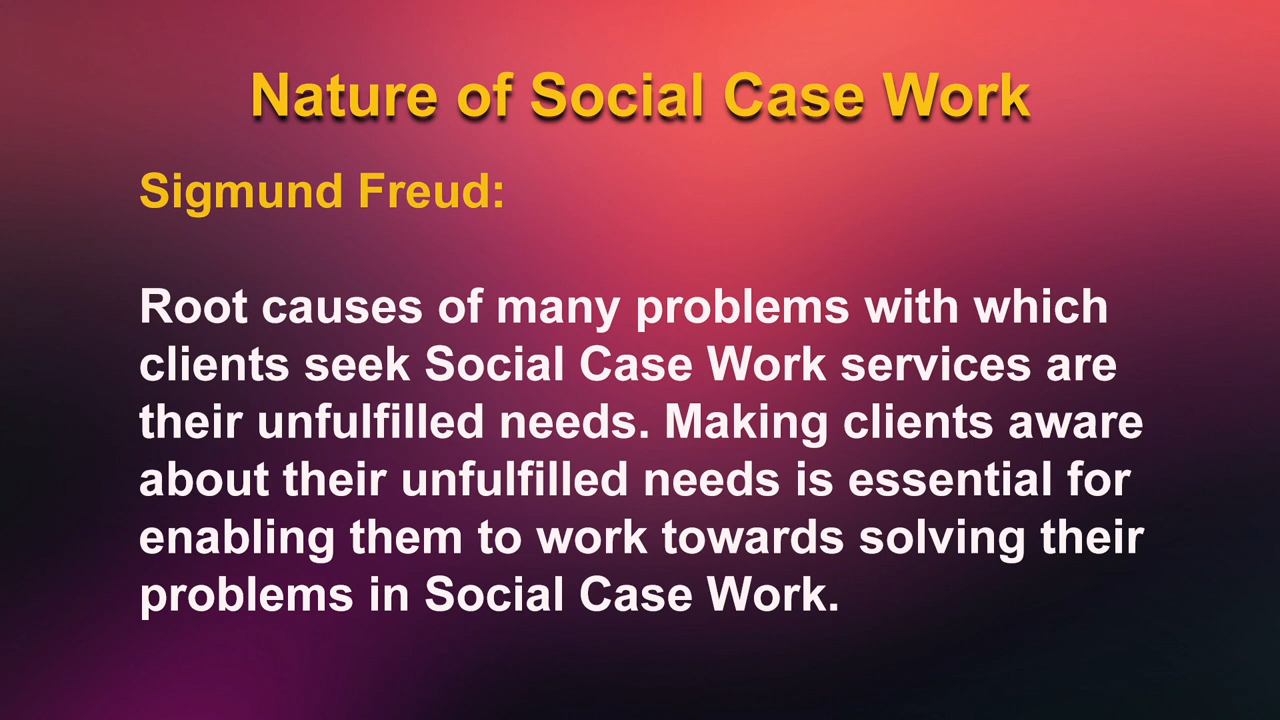 Nature of Social Case Work
Sigmund Freud:
Root causes of many problems with which
clients seek Social Case Work services are
their unfulfilled needs. Making clients aware
about their unfulfilled needs is essential for
enabling them to work towards solving their
problems in Social Case Work.